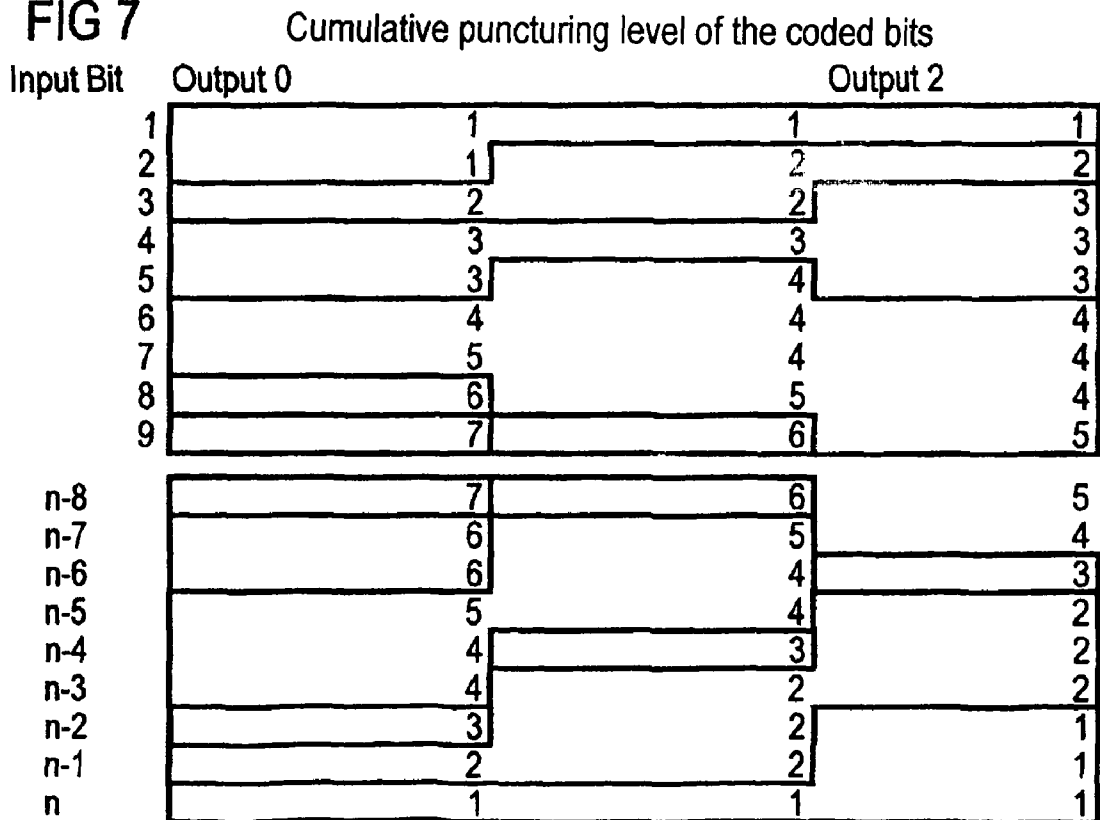 FIG 7
Cumulative puncturing level of the coded bits
Input Bit Output 0 Output 2
1 1 1 1
2 1 2 2
3 2 2 3
4 3 3 3
5 3 4 3
6 4 4 4
7 5 4 4
8 6 5 4
9 7 6 5
n-8 7 6 5
n-7 6 5 4
n-6 6 4 3
n-5 5 4 2
n-4 4 3 2
n-3 4 2 2
n-2 3 2 1
n-1 2 2 1
n 1 1 1